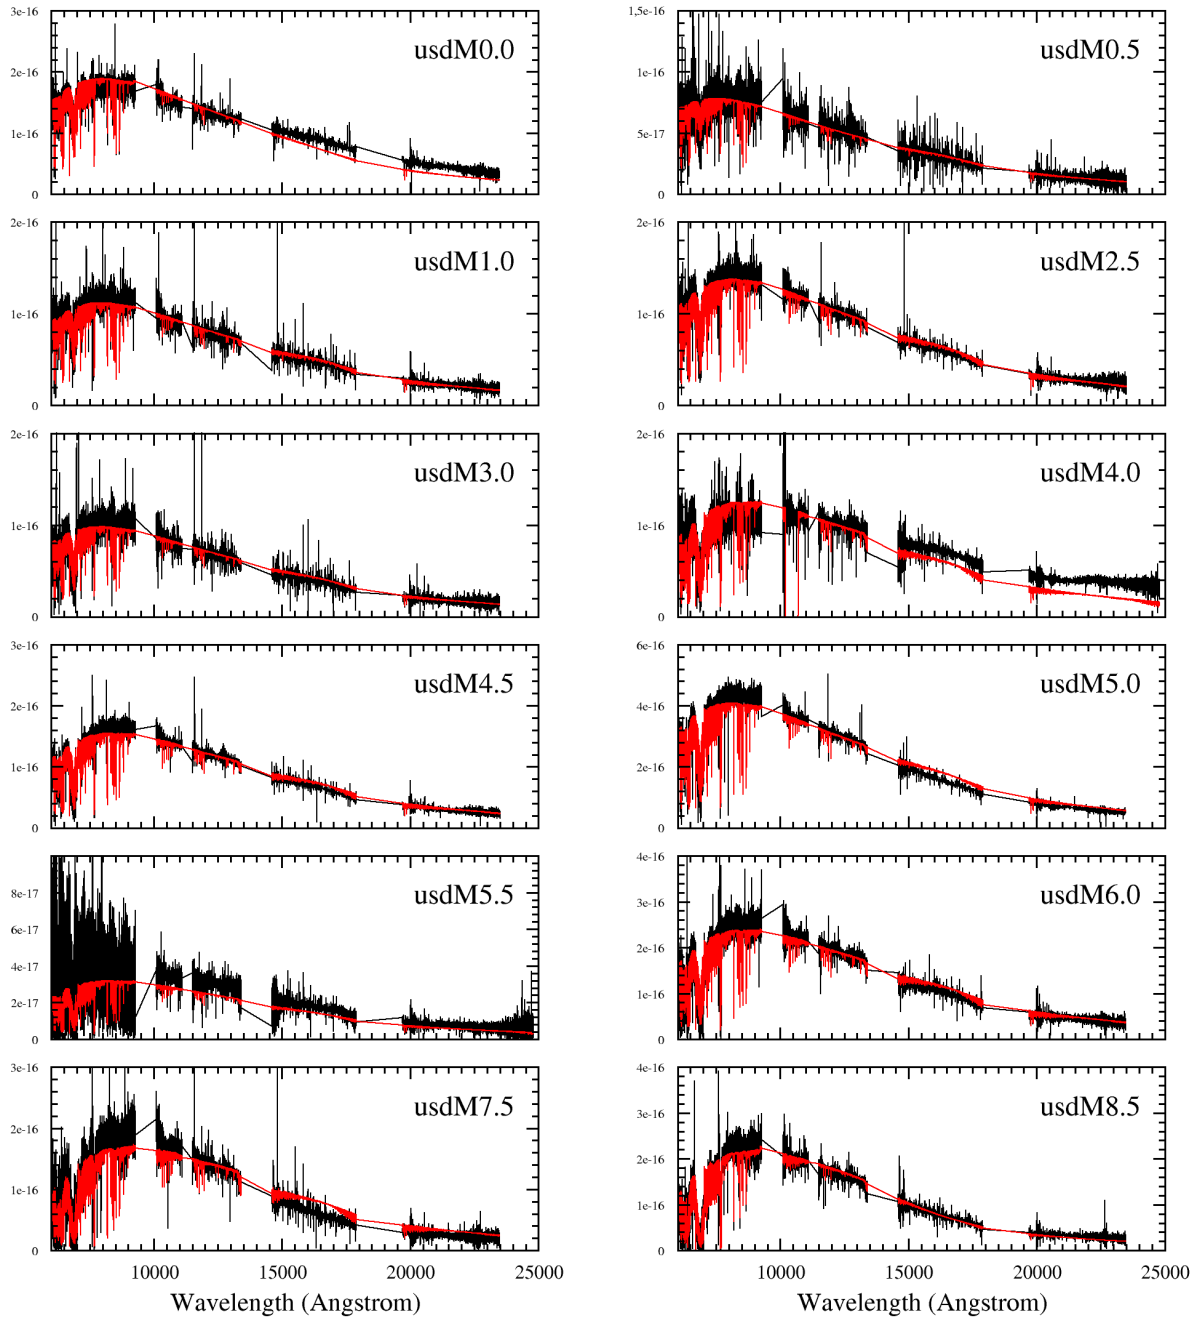 3e-16
2e-16
1e-16
0
usdM0.0
1,5e-16
1e-16
5e-17
0
usdM0.5
2e-16
1e-16
0
usdM1.0
2e-16
1e-16
0
usdM2.5
2e-16
1e-16
0
usdM3.0
2e-16
1e-16
0
usdM4.0
3e-16
2e-16
1e-16
0
usdM4.5
6e-16
4e-16
2e-16
0
usdM5.0
8e-17
6e-17
4e-17
2e-17
0
usdM5.5
4e-16
3e-16
2e-16
1e-16
0
usdM6.0
3e-16
2e-16
1e-16
0
usdM7.5
4e-16
3e-16
2e-16
1e-16
0
usdM8.5
10000 15000 20000 25000
Wavelength (Angstrom)
10000 15000 20000 25000
Wavelength (Angstrom)